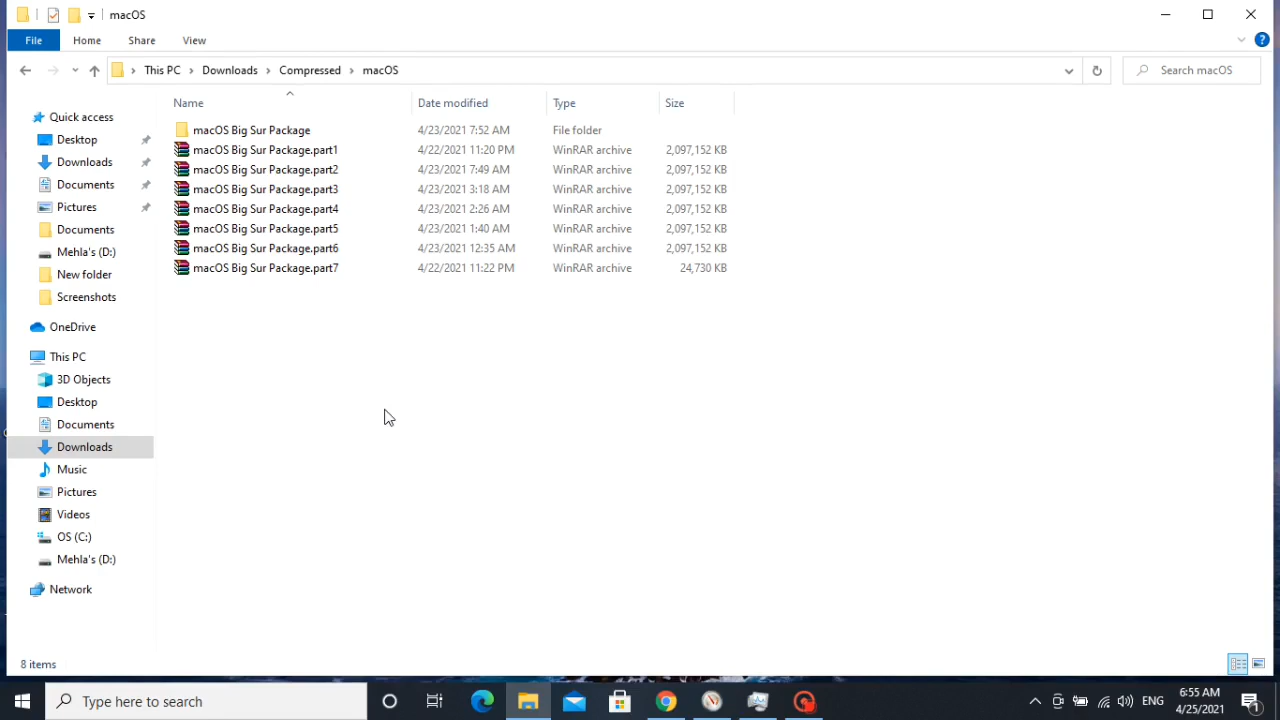 macOS
File Home Share View
This PC Downloads Compressed macOS Search macOS
Name Date modified Type Size
Quick access
Desktop
Downloads
Documents
Pictures
Documents
Mehla's (D:)
New folder
Screenshots
OneDrive
This PC
3D Objects
Desktop
Documents
Downloads
Music
Pictures
Videos
OS (C:)
Mehla's (D:)
Network
macOS Big Sur Package 4/23/2021 7:52 AM File folder
macOS Big Sur Package.part1 4/22/2021 11:20 PM WinRAR archive 2,097,152 KB
macOS Big Sur Package.part2 4/23/2021 7:49 AM WinRAR archive 2,097,152 KB
macOS Big Sur Package.part3 4/23/2021 3:18 AM WinRAR archive 2,097,152 KB
macOS Big Sur Package.part4 4/23/2021 2:26 AM WinRAR archive 2,097,152 KB
macOS Big Sur Package.part5 4/23/2021 1:40 AM WinRAR archive 2,097,152 KB
macOS Big Sur Package.part6 4/23/2021 12:35 AM WinRAR archive 2,097,152 KB
macOS Big Sur Package.part7 4/22/2021 11:22 PM WinRAR archive 24,730 KB
8 items
Type here to search
ENG
6:55 AM
4/25/2021
1